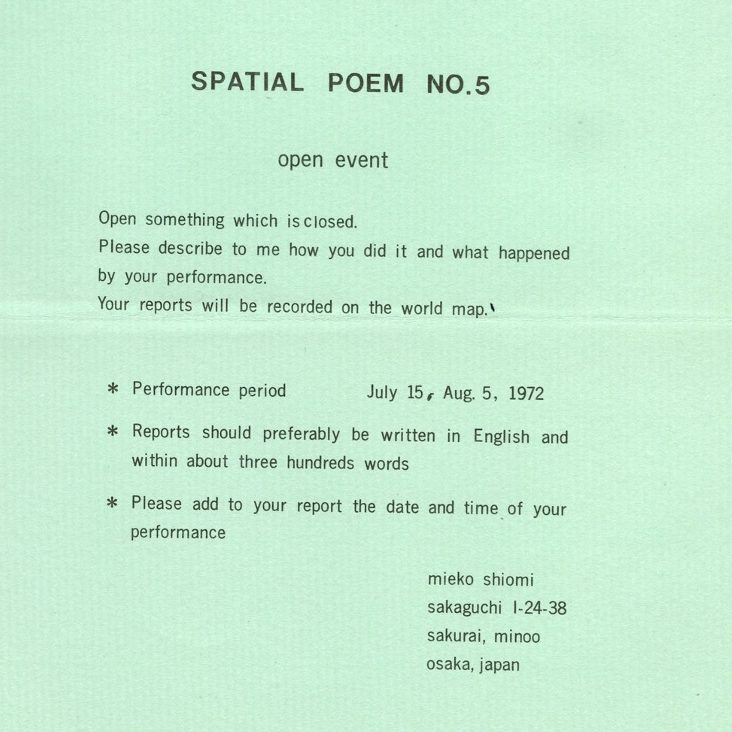 SPATIAL POEM NO.5
open event
Open something which is closed.
Please describe to me how you did it and what happened
by your performance.
Your reports will be recorded on the world map.
* Performance period July 15, Aug. 5, 1972
* Reports should preferably be written in English and
within about three hundreds words
* Please add to your report the date and time of your
performance
mieko shiomi
sakaguchi I-24-38
sakurai, minoo
osaka, japan